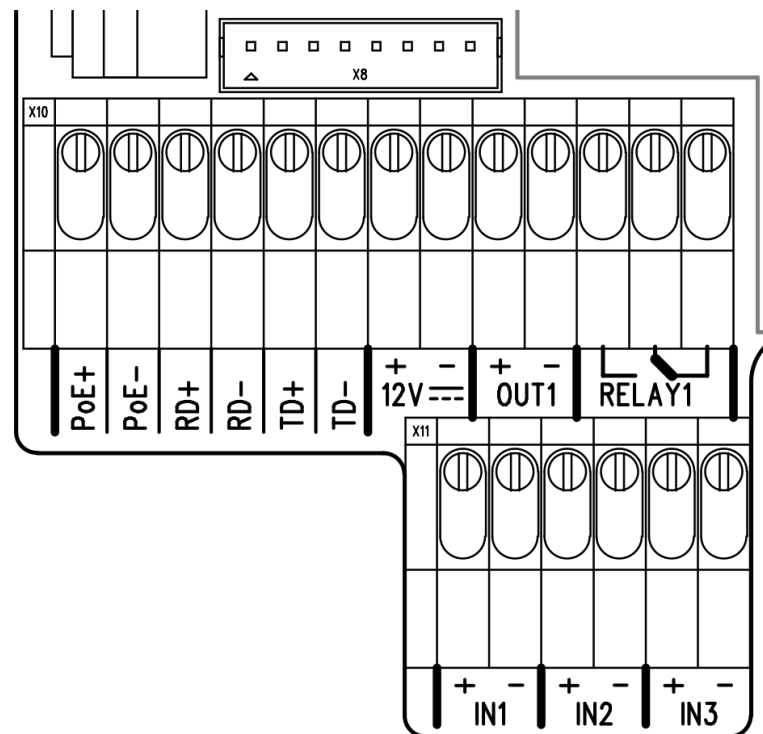 X8
X10
PoE+ PoE- RD+ RD- TD+ TD- + - + -
12V OUT1 RELAY1
X11
+ - + - + -
IN1 IN2 IN3